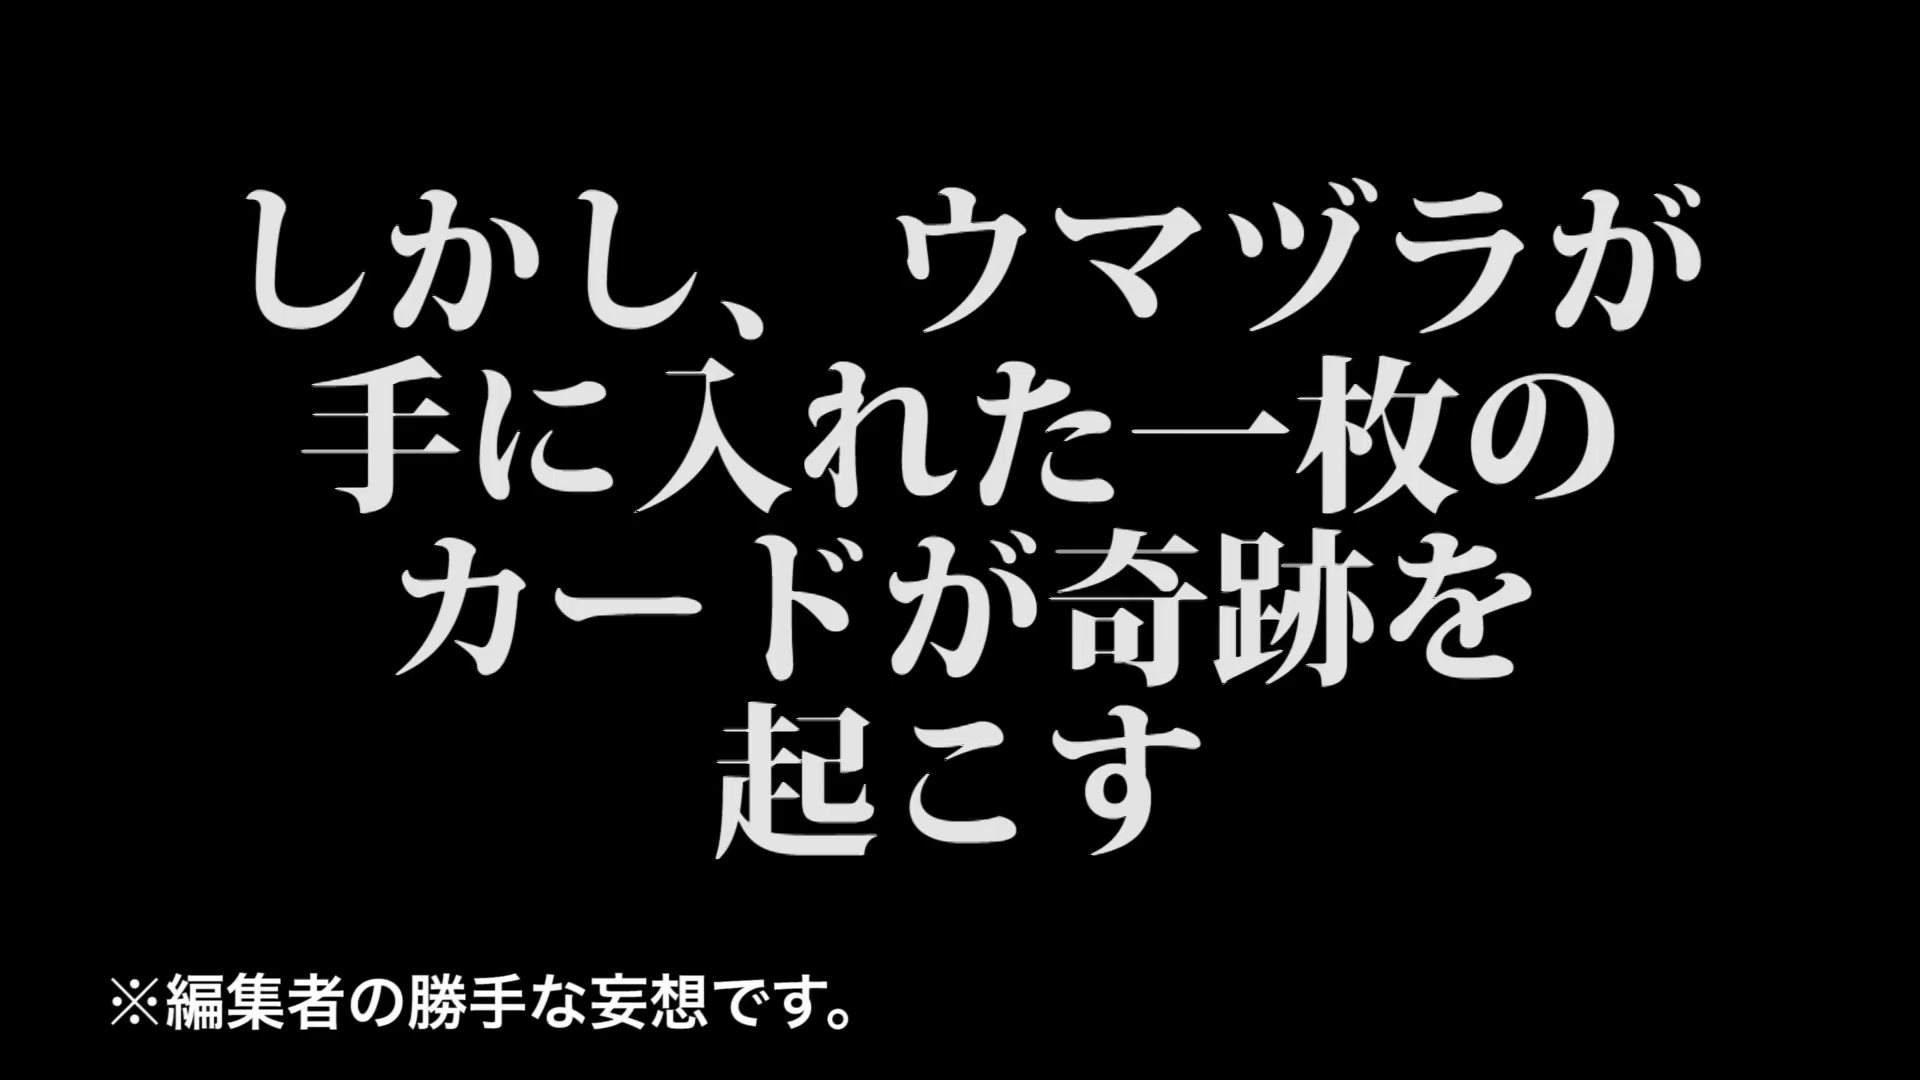 しかし、ウマヅラが
手に入れた一枚の
カードが奇跡を
起こす
※編集者の勝手な妄想です。